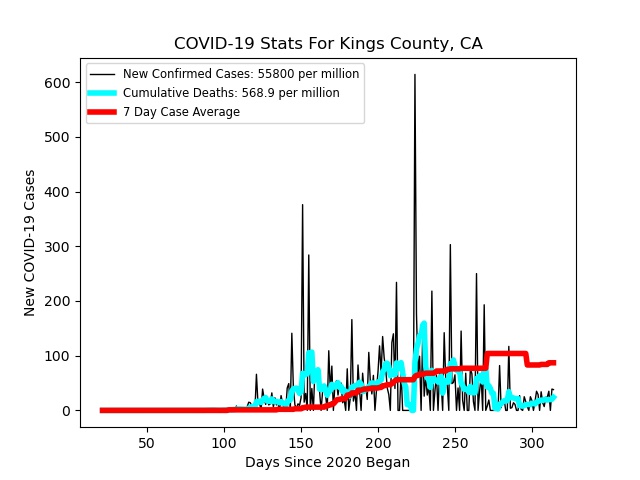 COVID-19 Stats For Kings County, CA
New Confirmed Cases: 55800 per million
Cumulative Deaths: 568.9 per million
7 Day Case Average
New COVID-19 Cases
600
500
400
300
200
100
0
50 100 150 200 250 300
Days Since 2020 Began